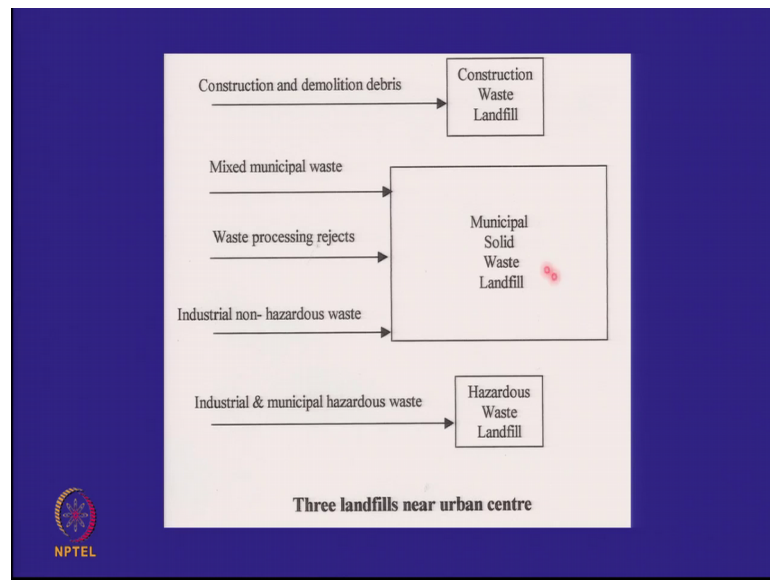 Construction and demolition debris
Construction
Waste
Landfill
Mixed municipal waste
Waste processing rejects
Industrial non- hazardous waste
Municipal
Solid
Waste
Landfill
Industrial & municipal hazardous waste
Hazardous
Waste
Landfill
Three landfills near urban centre
NPTEL